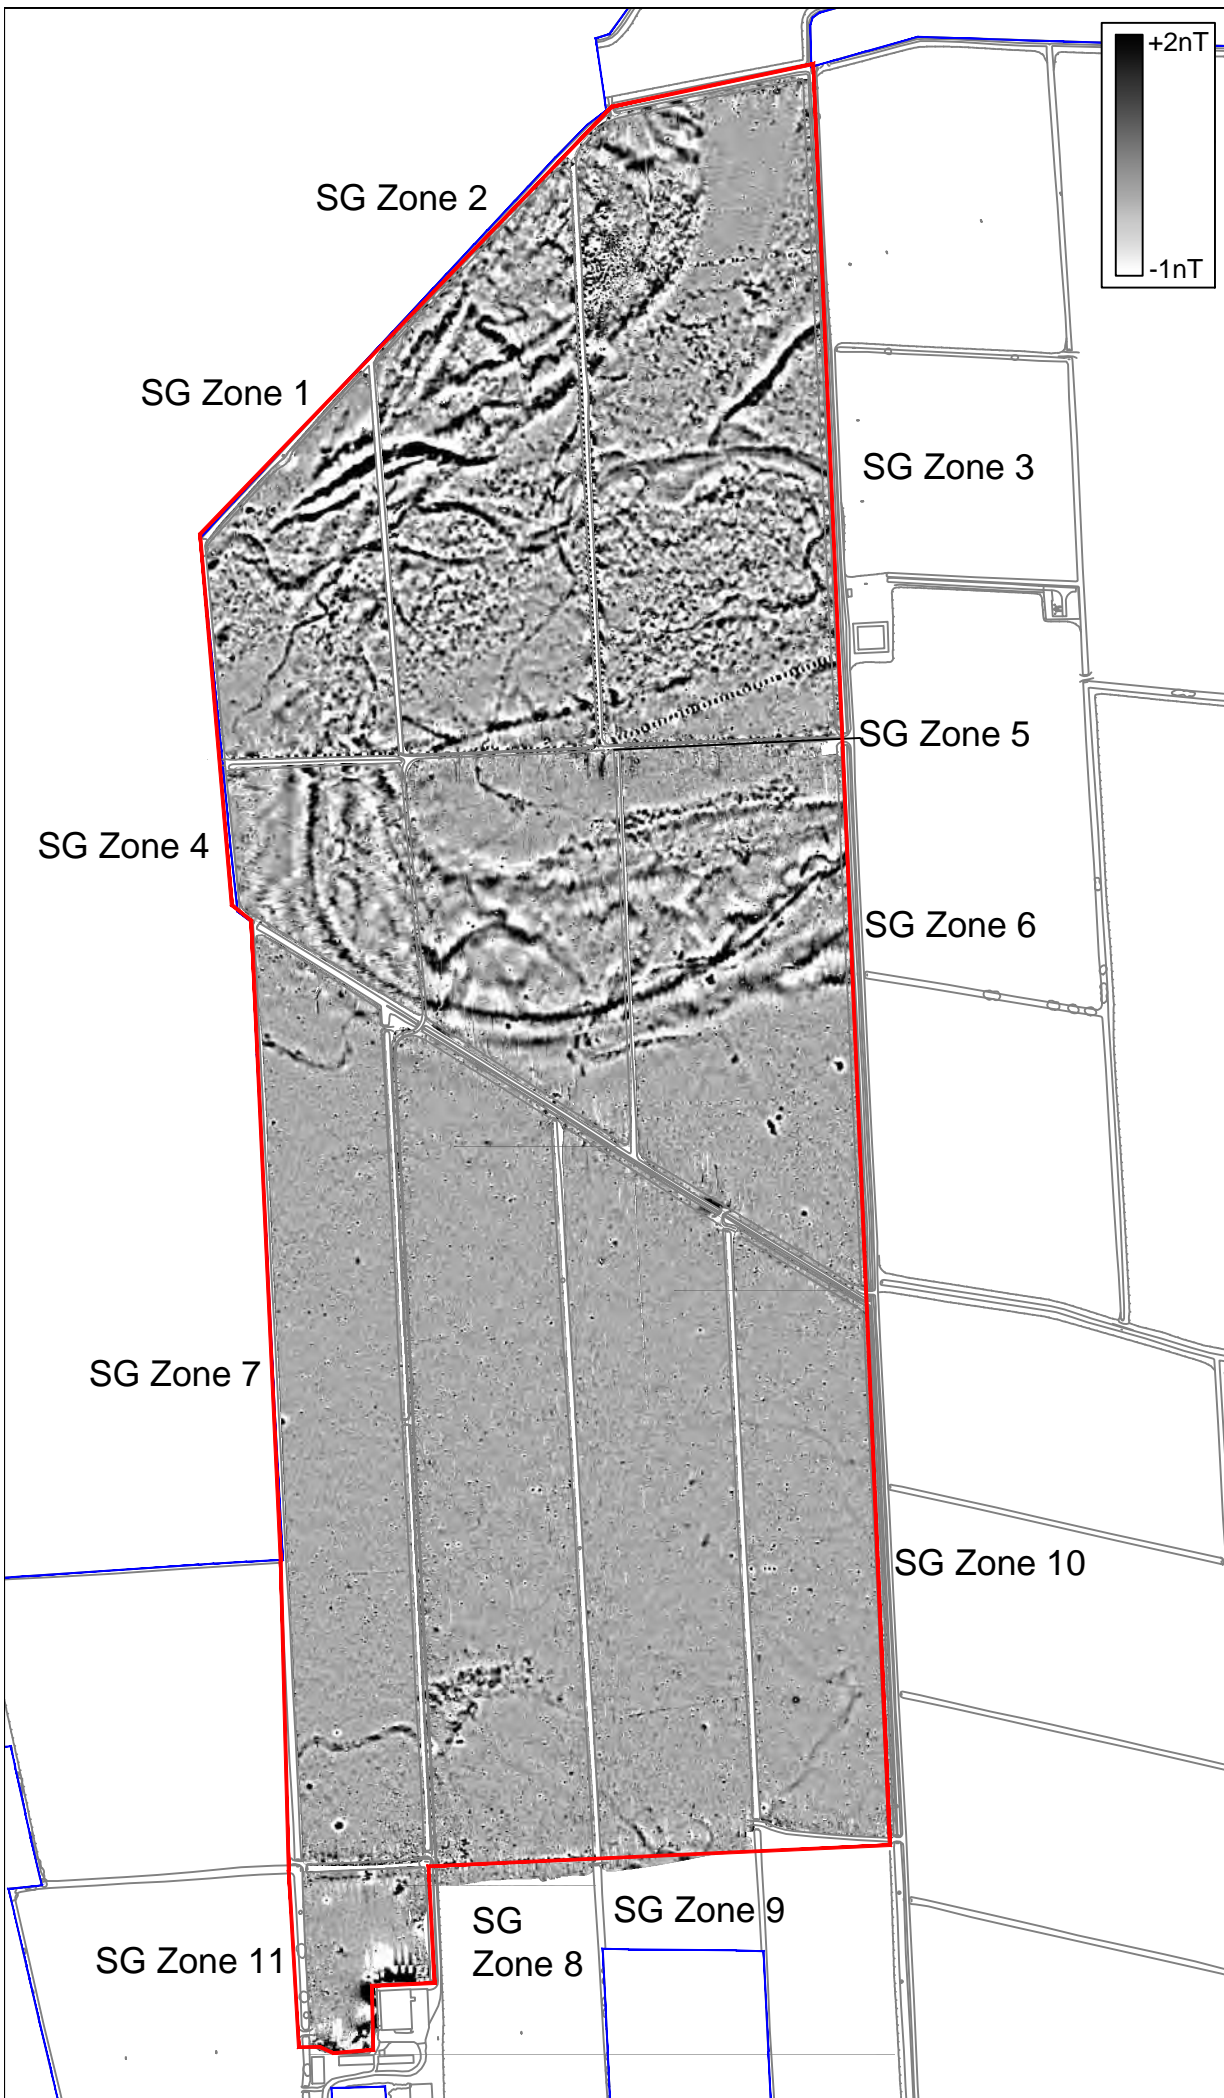 +2nT
-1nT
SG Zone 2
SG Zone 1
SG Zone 3
SG Zone 5
SG Zone 4
SG Zone 6
SG Zone 7
SG Zone 10
SG Zone 9
SG
Zone 8
SG Zone 11